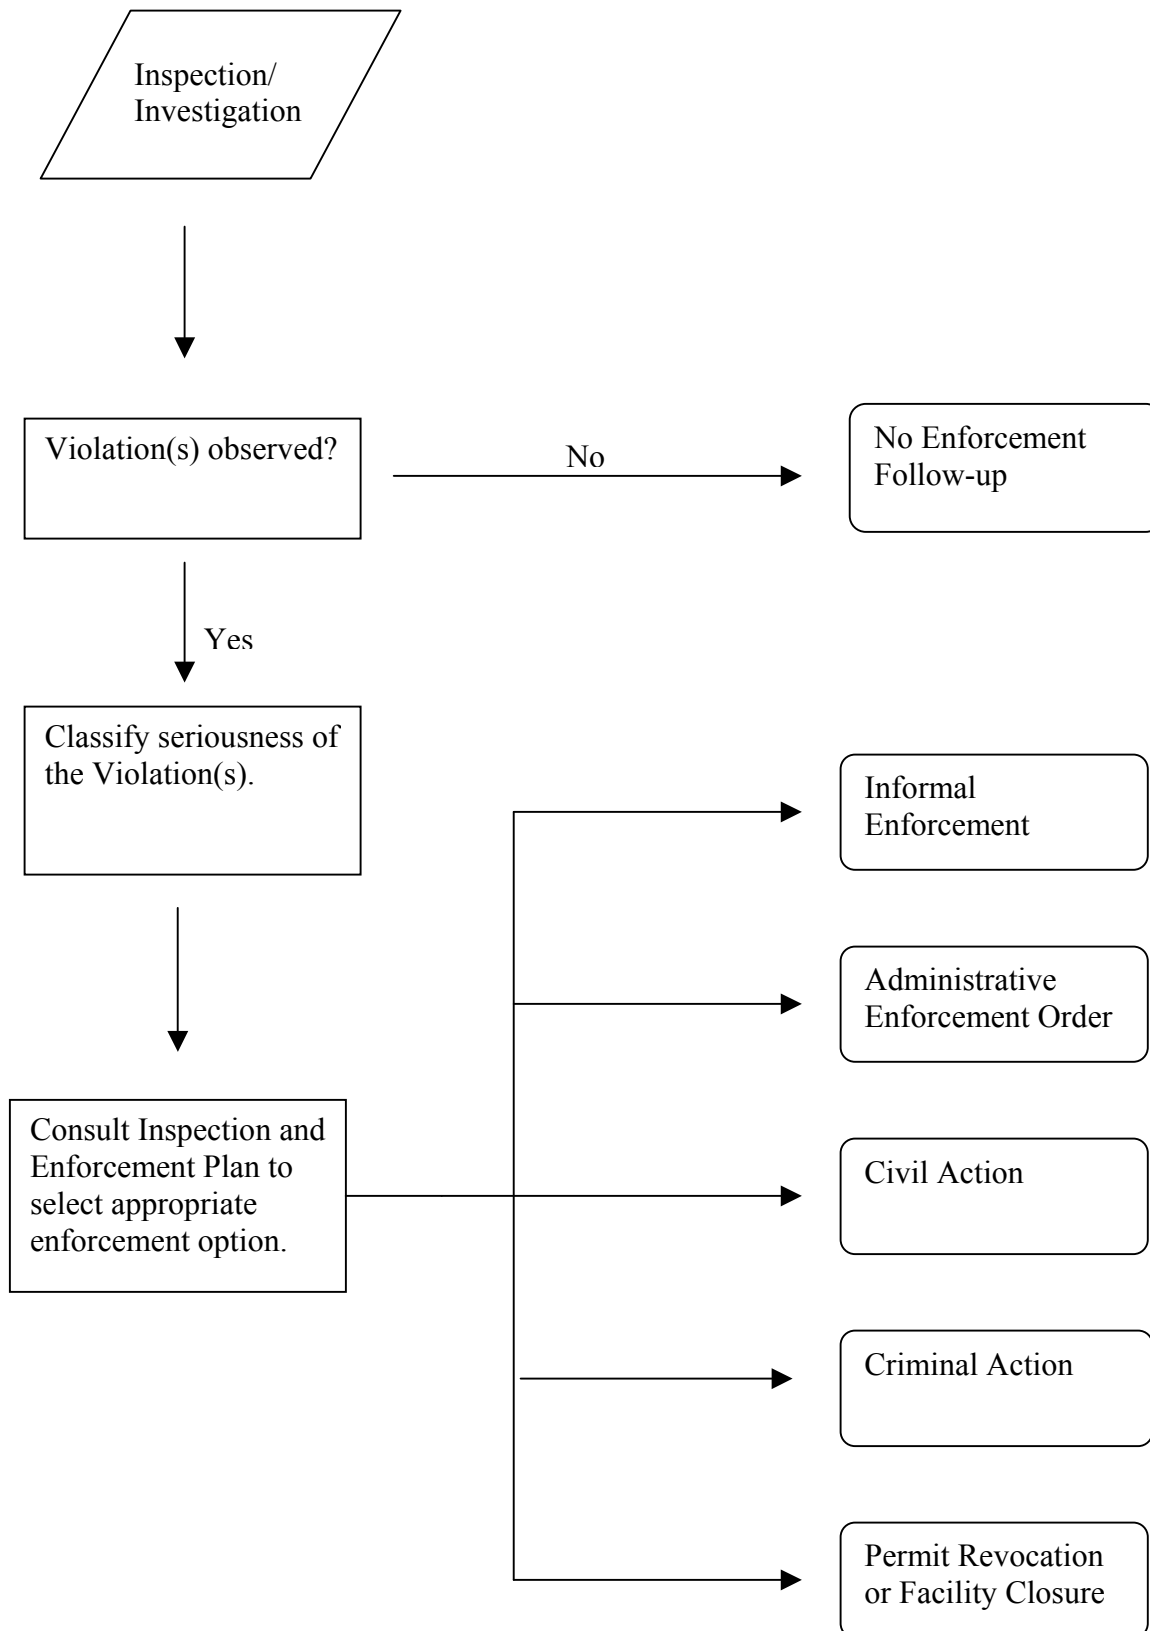 Inspection/
Investigation
Violation(s) observed?
No
No Enforcement
Follow-up
Yes
Classify seriousness of
the Violation(s).
Informal
Enforcement
Administrative
Enforcement Order
Consult Inspection and
Enforcement Plan to
select appropriate
enforcement option.
Civil Action
Criminal Action
Permit Revocation
or Facility Closure